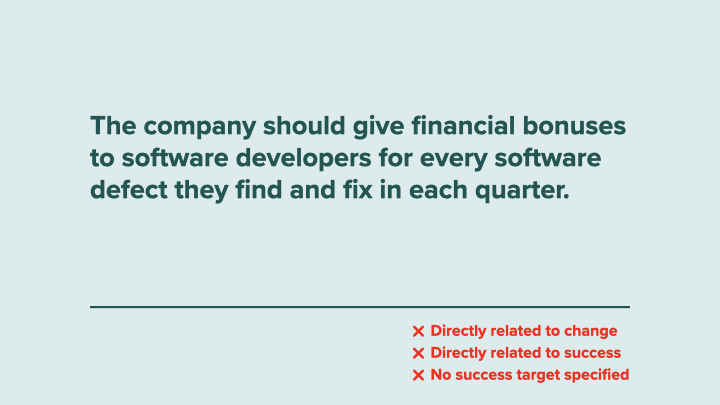 The company should give financial bonuses
to software developers for every software
defect they find and fix in each quarter.
✕ Directly related to change
✕ Directly related to success
✕ No success target specified